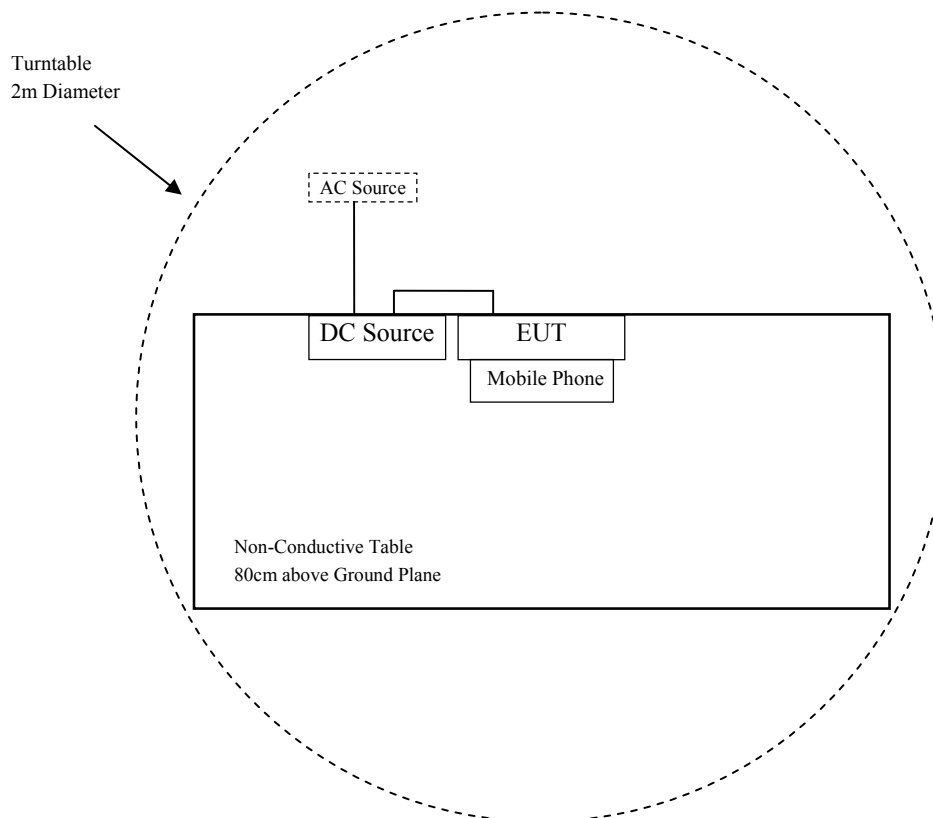 Turntable
2m Diameter
AC Source
DC Source
EUT
Mobile Phone
Non-Conductive Table
80cm above Ground Plane